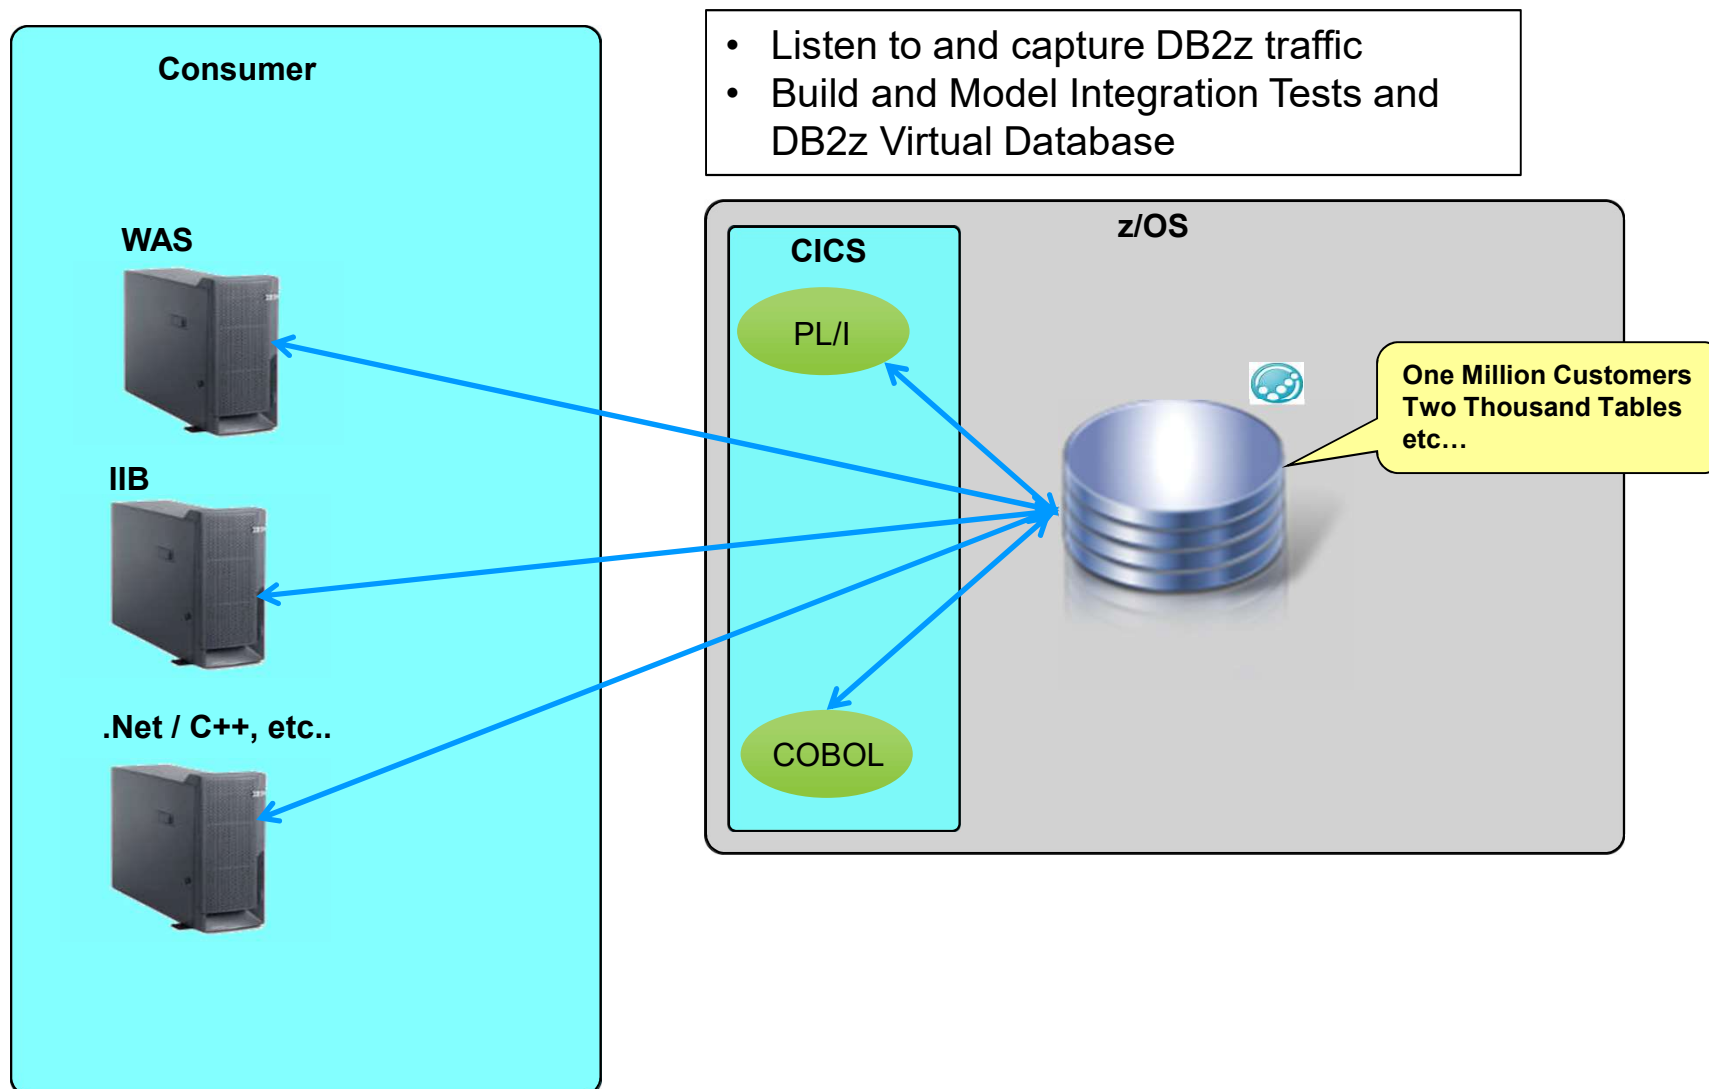 Consumer
• Listen to and capture DB2z traffic
• Build and Model Integration Tests and
DB2z Virtual Database
WAS
z/OS
CICS
PL/I
One Million Customers
Two Thousand Tables
etc…
IIB
.Net / C++, etc..
COBOL